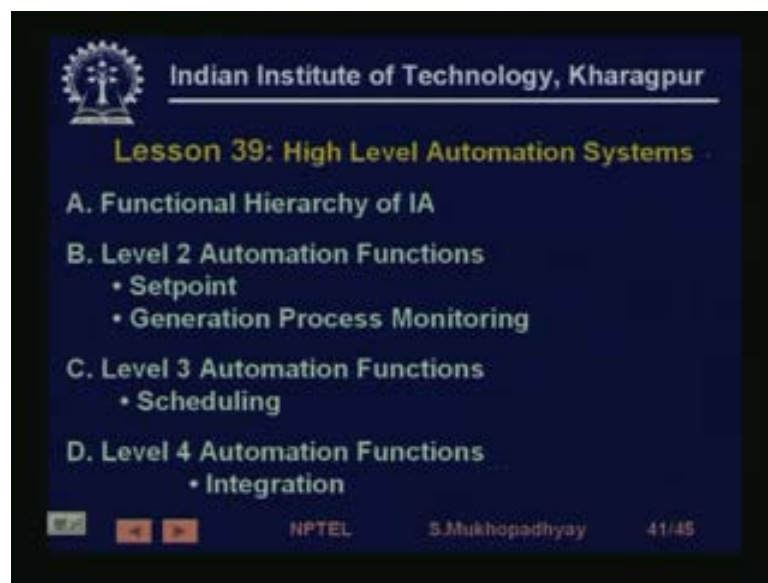 Indian Institute of Technology, Kharagpur
Lesson 39: High Level Automation Systems
A. Functional Hierarchy of IA
B. Level 2 Automation Functions
• Setpoint
• Generation Process Monitoring
C. Level 3 Automation Functions
• Scheduling
D. Level 4 Automation Functions
• Integration
NPTEL S.Mukhopadhyay 41/45